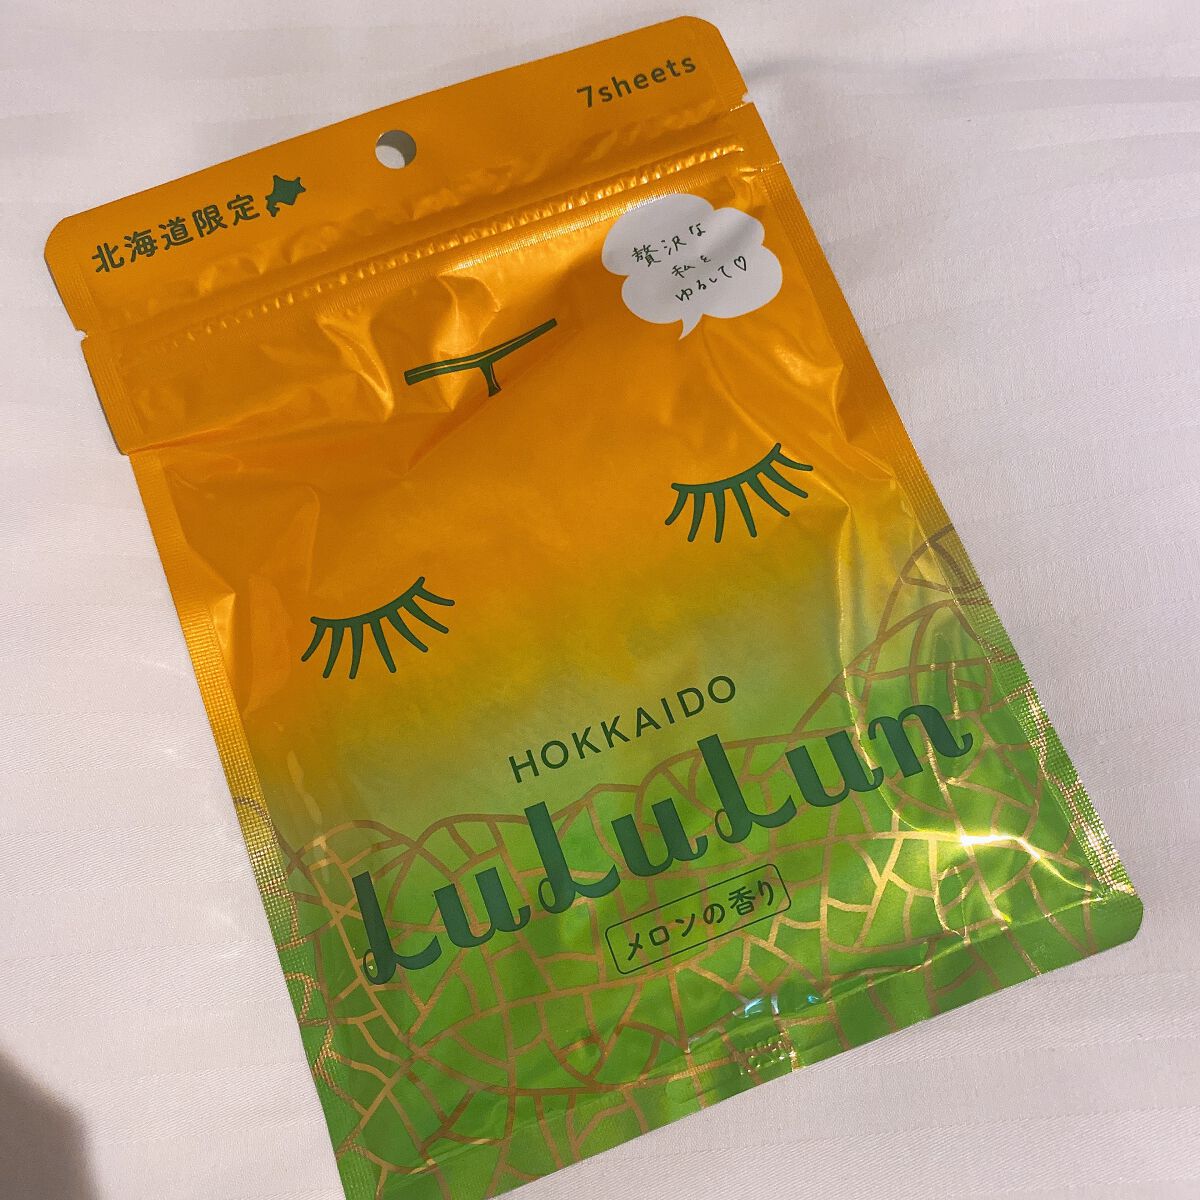 7sheets
北海道限定
贅沢な
私を
ゆるして♡
HOKKAIDO
LuLuLun
メロンの香り